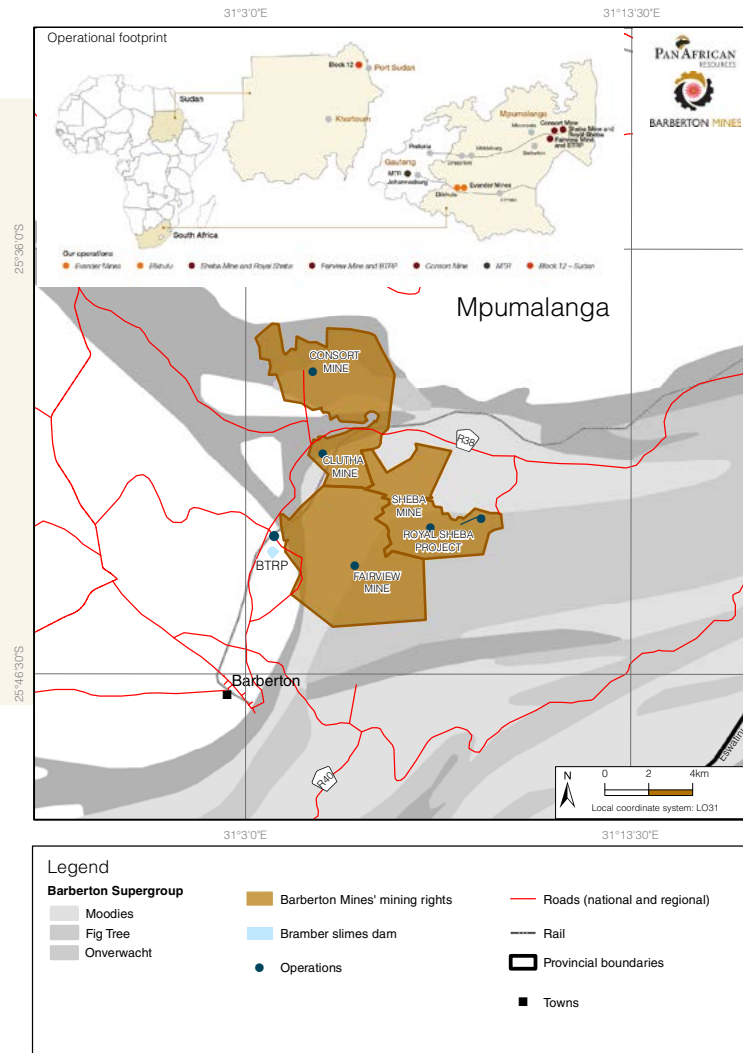 31°3'0"E
31°13'30"E
Operational footprint
PAN AFRICAN
RESOURCES
BARBERTON MINES
Block 12
Port Sudan
Sudan
Khartoum
Mpumalanga
Consort Mine
Sheba Mine and
Royal Sheba
Fairview Mine
and BTRP
Barberton
Pretoria
Middelburg
Gauteng
MTR
Johannesburg
Evander Mines
Elikhulu
Ermelo
South Africa
Our operations
Evander Mines
Elikhulu
Sheba Mine and Royal Sheba
Fairview Mine and BTRP
Consort Mine
MTR
Block 12 – Sudan
25°36'0"S
Mpumalanga
CONSORT
MINE
R38
CLUTHA
MINE
SHEBA
MINE
ROYAL SHEBA
PROJECT
BTRP
FAIRVIEW
MINE
25°46'30"S
Barberton
R40
N
0 2 4km
Local coordinate system: LO31
31°3'0"E
31°13'30"E
Legend
Barberton Supergroup
Moodies
Fig Tree
Onverwacht
Barberton Mines' mining rights
Bramber slimes dam
Operations
Roads (national and regional)
Rail
Provincial boundaries
Towns